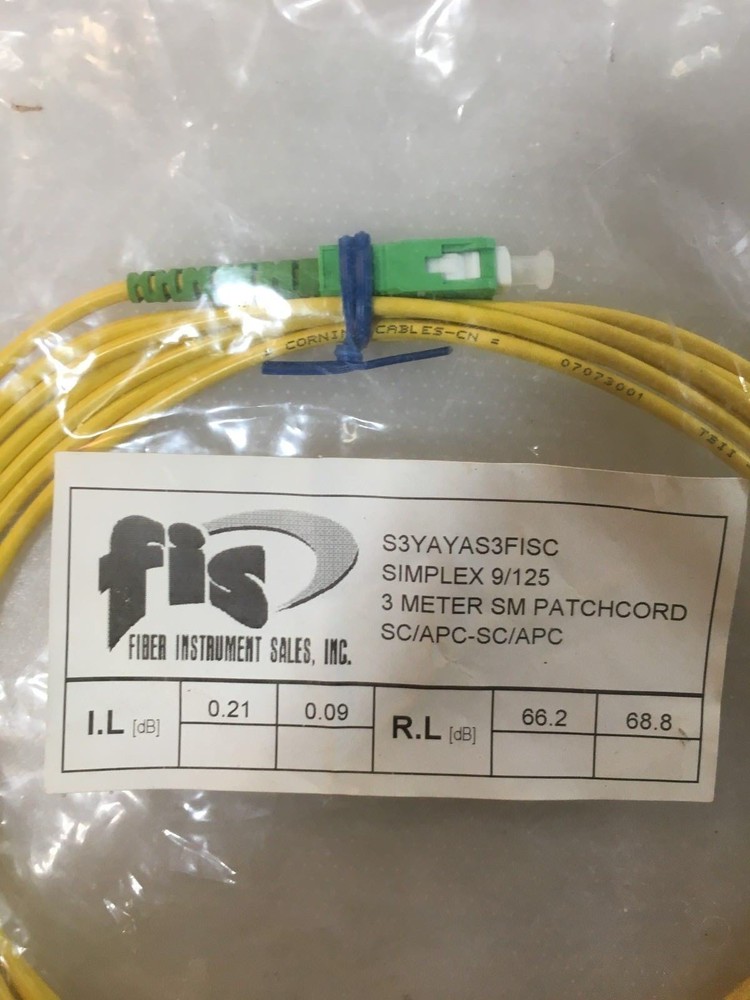 CORNIN CABLES-CN =
07073001
TBII
fis
FIBER INSTRUMENT SALES, INC.
S3YAYAS3FISC
SIMPLEX 9/125
3 METER SM PATCHCORD
SC/APC-SC/APC
I.L [dB] 0.21 0.09 R.L [dB] 66.2 68.8